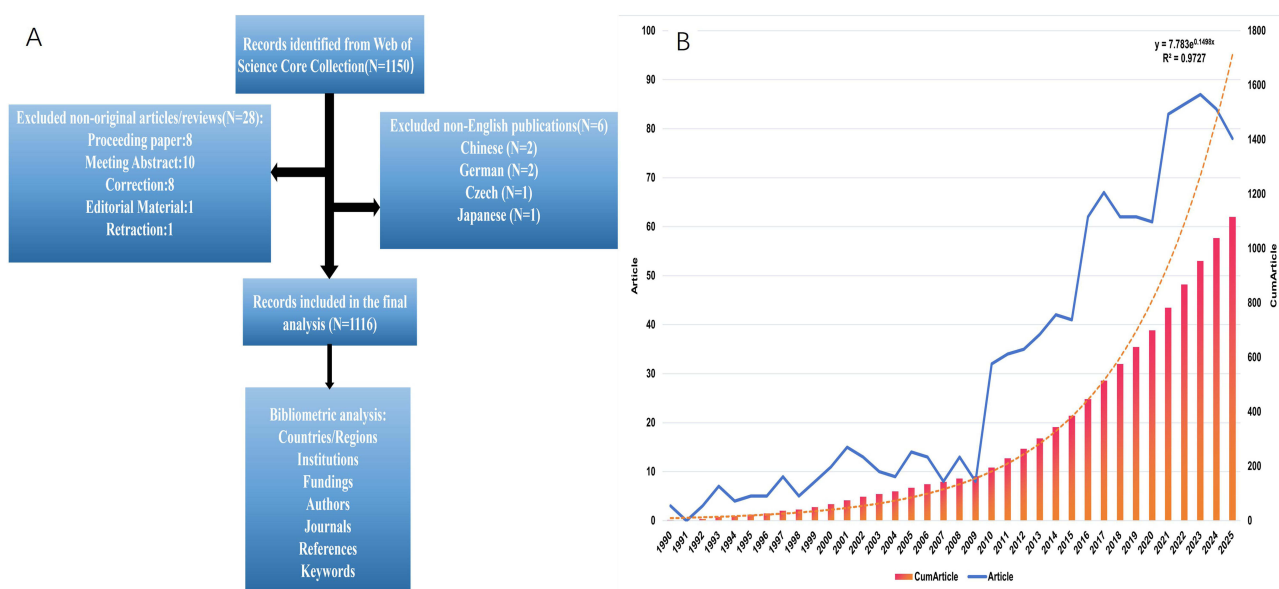 A
Records identified from Web of
Science Core Collection(N=1150)
Excluded non-original articles/reviews(N=28):
Proceeding paper:8
Meeting Abstract:10
Correction:8
Editorial Material:1
Retraction:1
Excluded non-English publications(N=6)
Chinese (N=2)
German (N=2)
Czech (N=1)
Japanese (N=1)
Records included in the final
analysis (N=1116)
Bibliometric analysis:
Countries/Regions
Institutions
Fundings
Authors
Journals
References
Keywords
B
y = 7.783e0.1498x
R² = 0.9727
100
90
80
70
60
50
40
30
20
10
0
Article
1800
1600
1400
1200
1000
800
600
400
200
0
CumArticle
1990
1991
1992
1993
1994
1995
1996
1997
1998
1999
2000
2001
2002
2003
2004
2005
2006
2007
2008
2009
2010
2011
2012
2013
2014
2015
2016
2017
2018
2019
2020
2021
2022
2023
2024
2025
CumArticle
Article